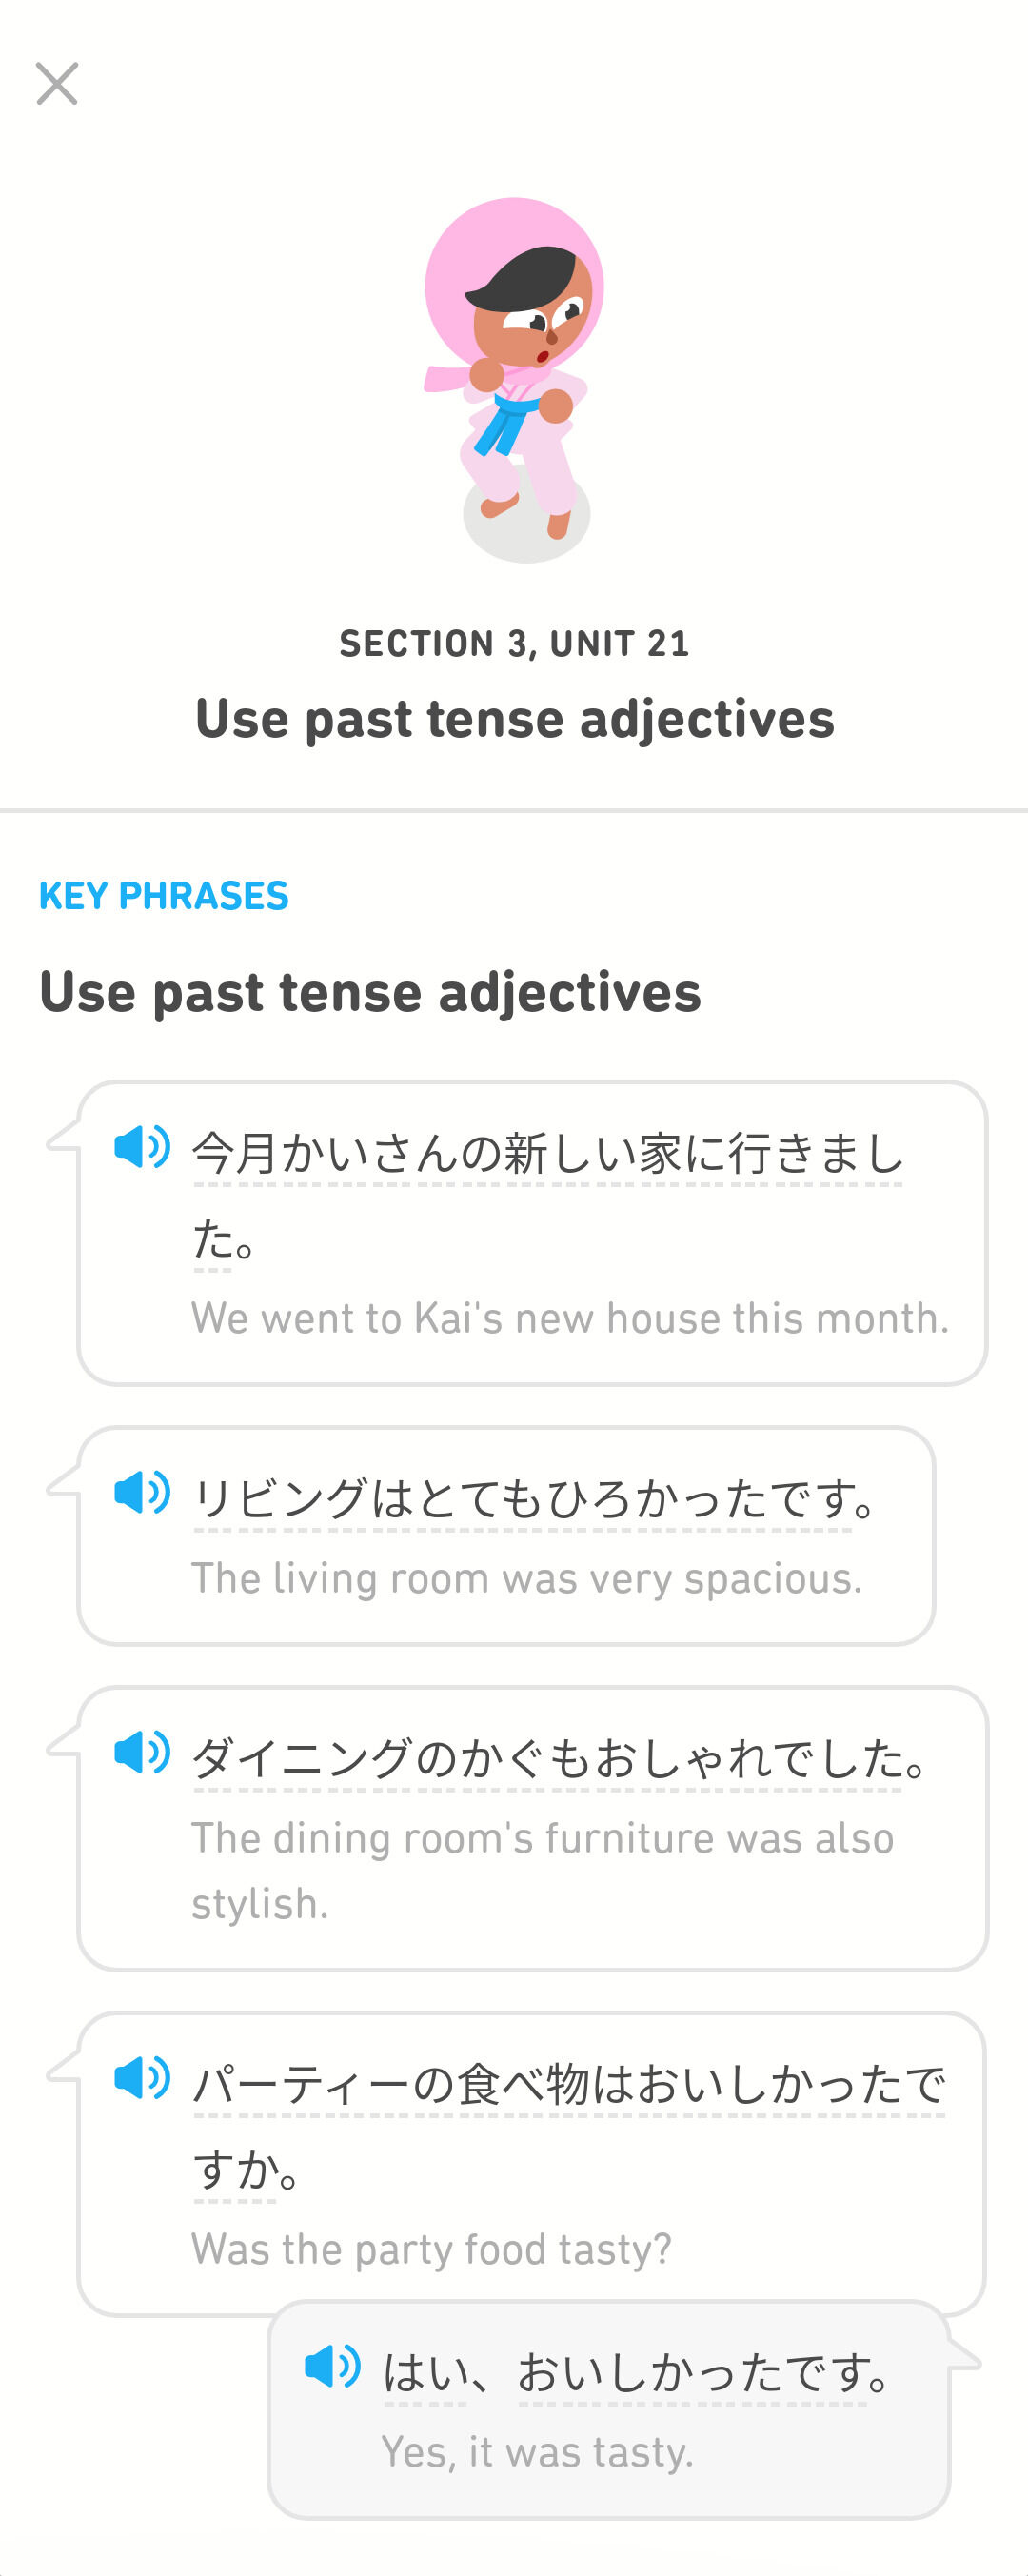 SECTION 3, UNIT 21
Use past tense adjectives
KEY PHRASES
Use past tense adjectives
今月かいさんの新しい家に行きまし
た。
We went to Kai's new house this month.
リビングはとてもひろかったです。
The living room was very spacious.
ダイニングのかぐもおしゃれでした。
The dining room's furniture was also
stylish.
パーティーの食べ物はおいしかったで
すか。
Was the party food tasty?
はい、おいしかったです。
Yes, it was tasty.